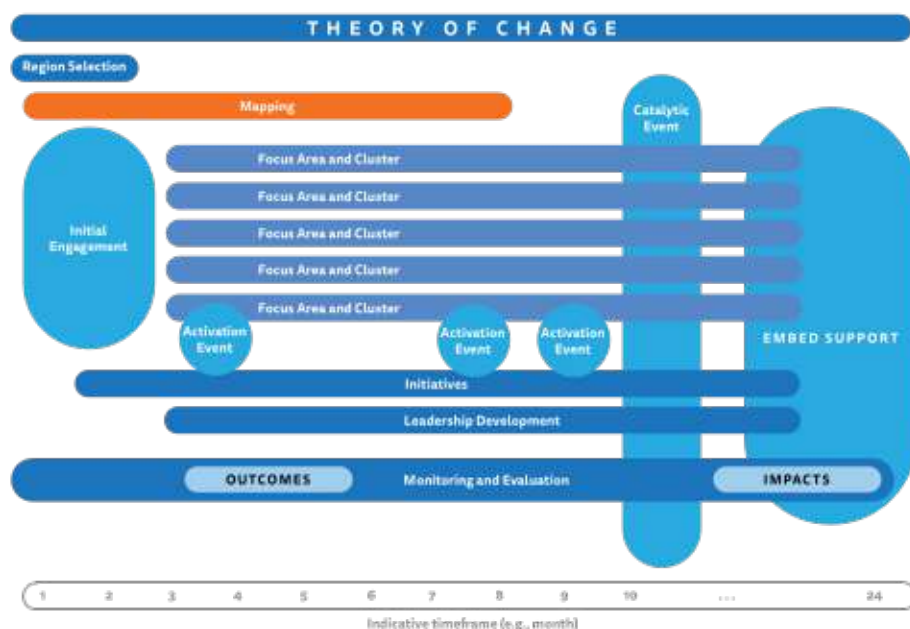 THEORY OF CHANGE
Region Selection
Mapping
Catalytic
Event
Focus Area and Cluster
Focus Area and Cluster
Initial
Engagement
Focus Area and Cluster
Focus Area and Cluster
Focus Area and Cluster
Activation
Event
Activation
Event
Activation
Event
EMBED SUPPORT
Initiatives
Leadership Development
OUTCOMES
Monitoring and Evaluation
IMPACTS
1 2 3 4 5 6 7 8 9 10 ... 24
Indicative timeframe (e.g., month)